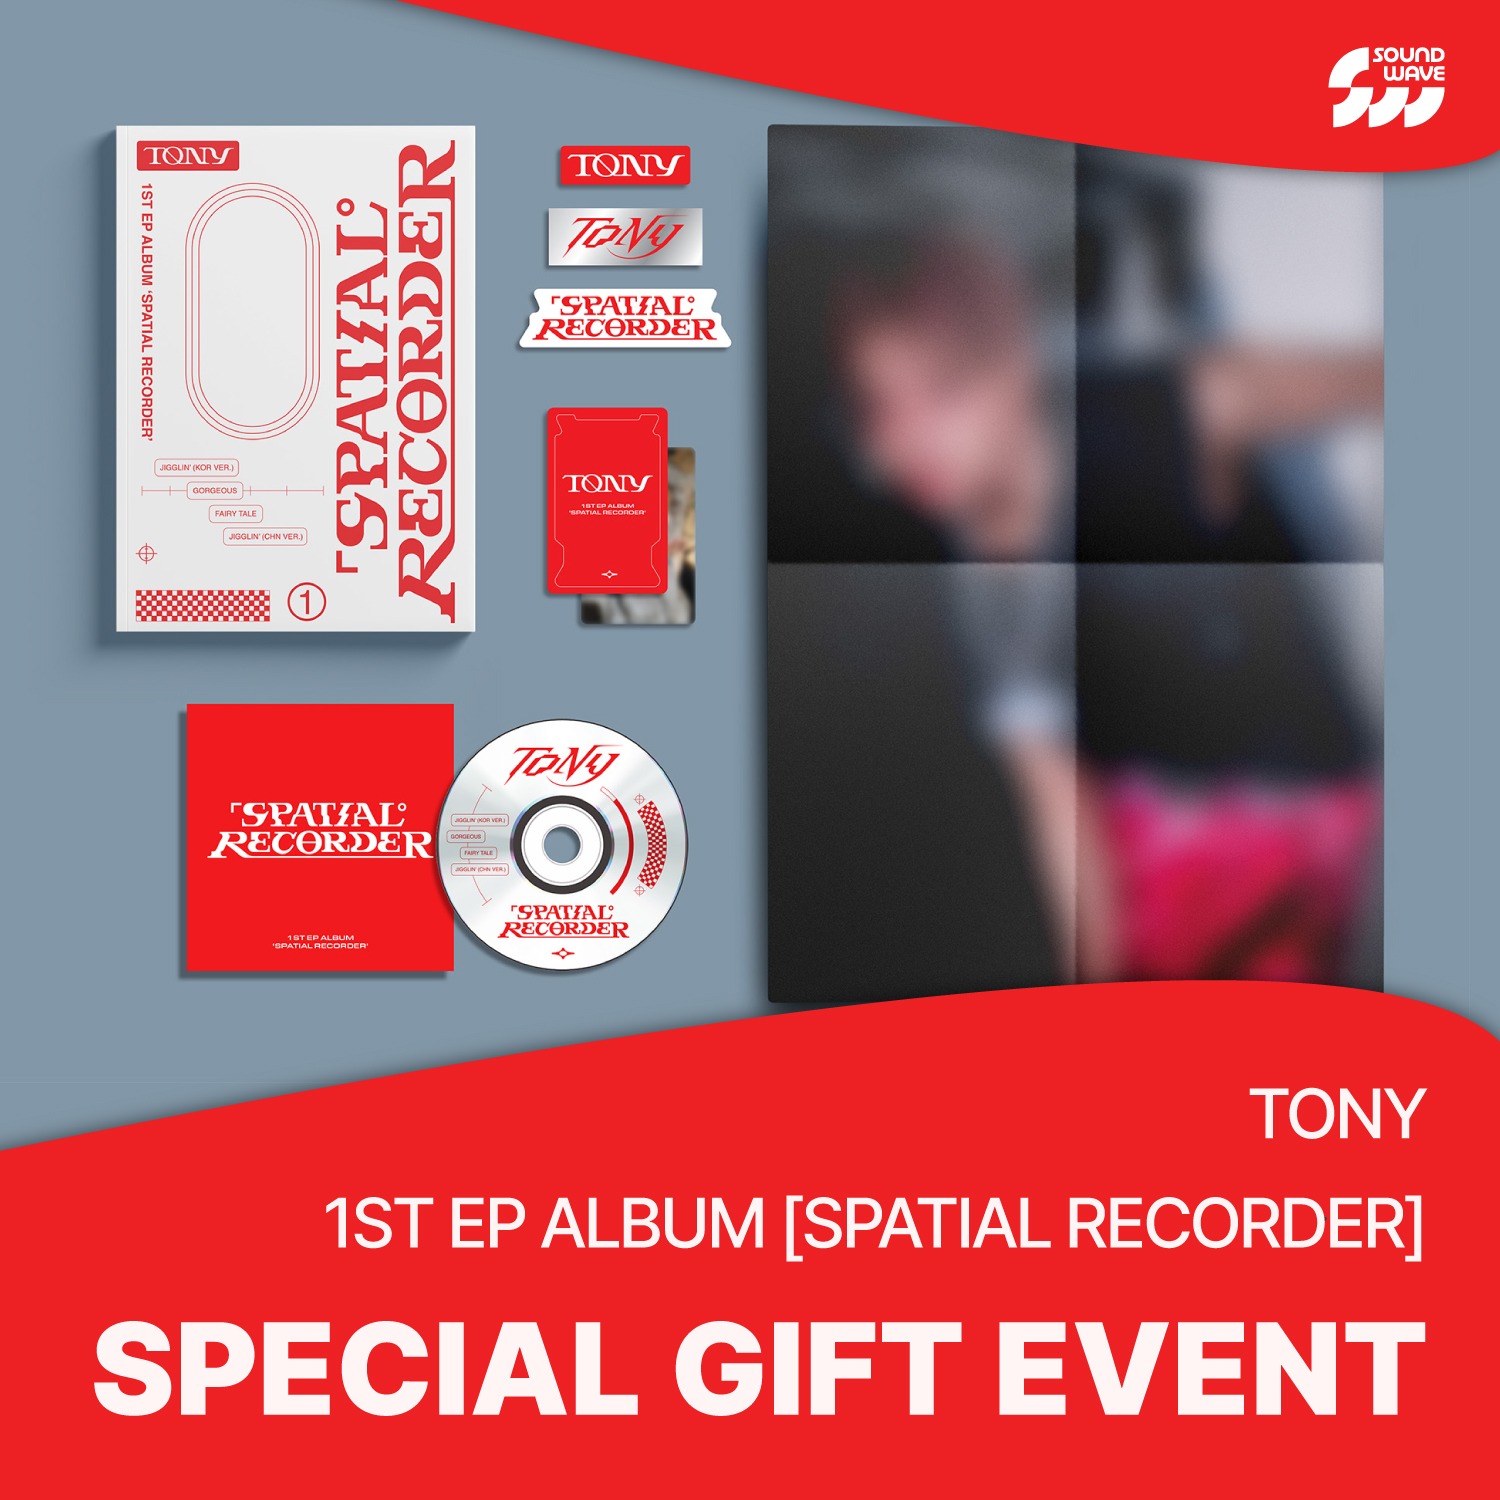 SOUND
WAVE
TONY
1ST EP ALBUM 'SPATIAL RECORDER'
「SPATIAL°
RECORDER
JIGGLIN' (KOR VER.)
GORGEOUS
FAIRY TALE
JIGGLIN' (CHN VER.)
1
TONY
TONY
「SPATIAL°
RECORDER
TONY
1ST EP ALBUM
'SPATIAL RECORDER'
「SPATIAL°
RECORDER
1ST EP ALBUM
'SPATIAL RECORDER'
TONY
JIGGLIN' (KOR VER.)
GORGEOUS
FAIRY TALE
JIGGLIN' (CHN VER.)
「SPATIAL°
RECORDER
TONY
1ST EP ALBUM [SPATIAL RECORDER]
SPECIAL GIFT EVENT